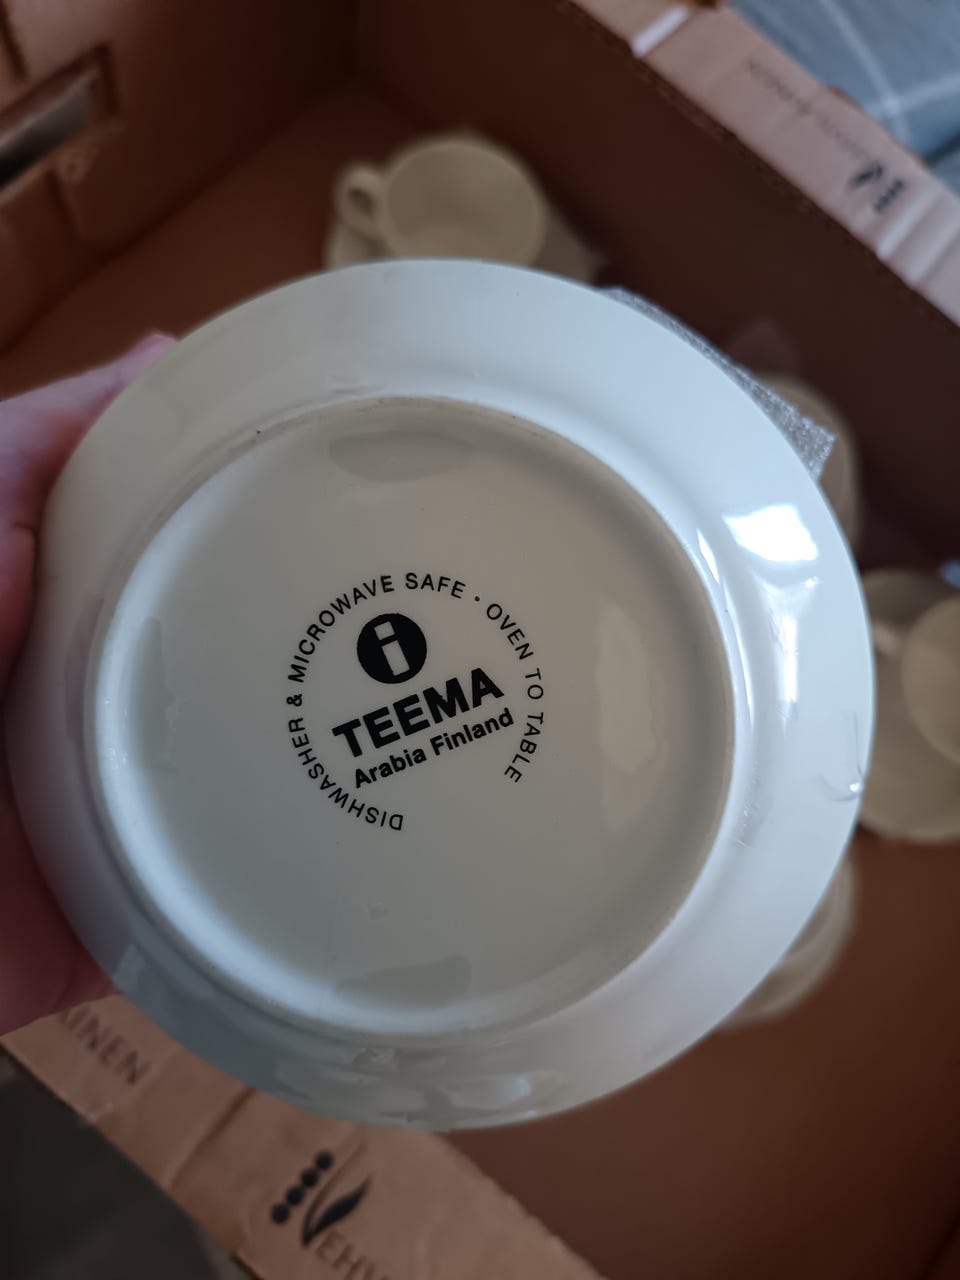 DISHWASHER & MICROWAVE SAFE • OVEN TO TABLE
i
TEEMA
Arabia Finland